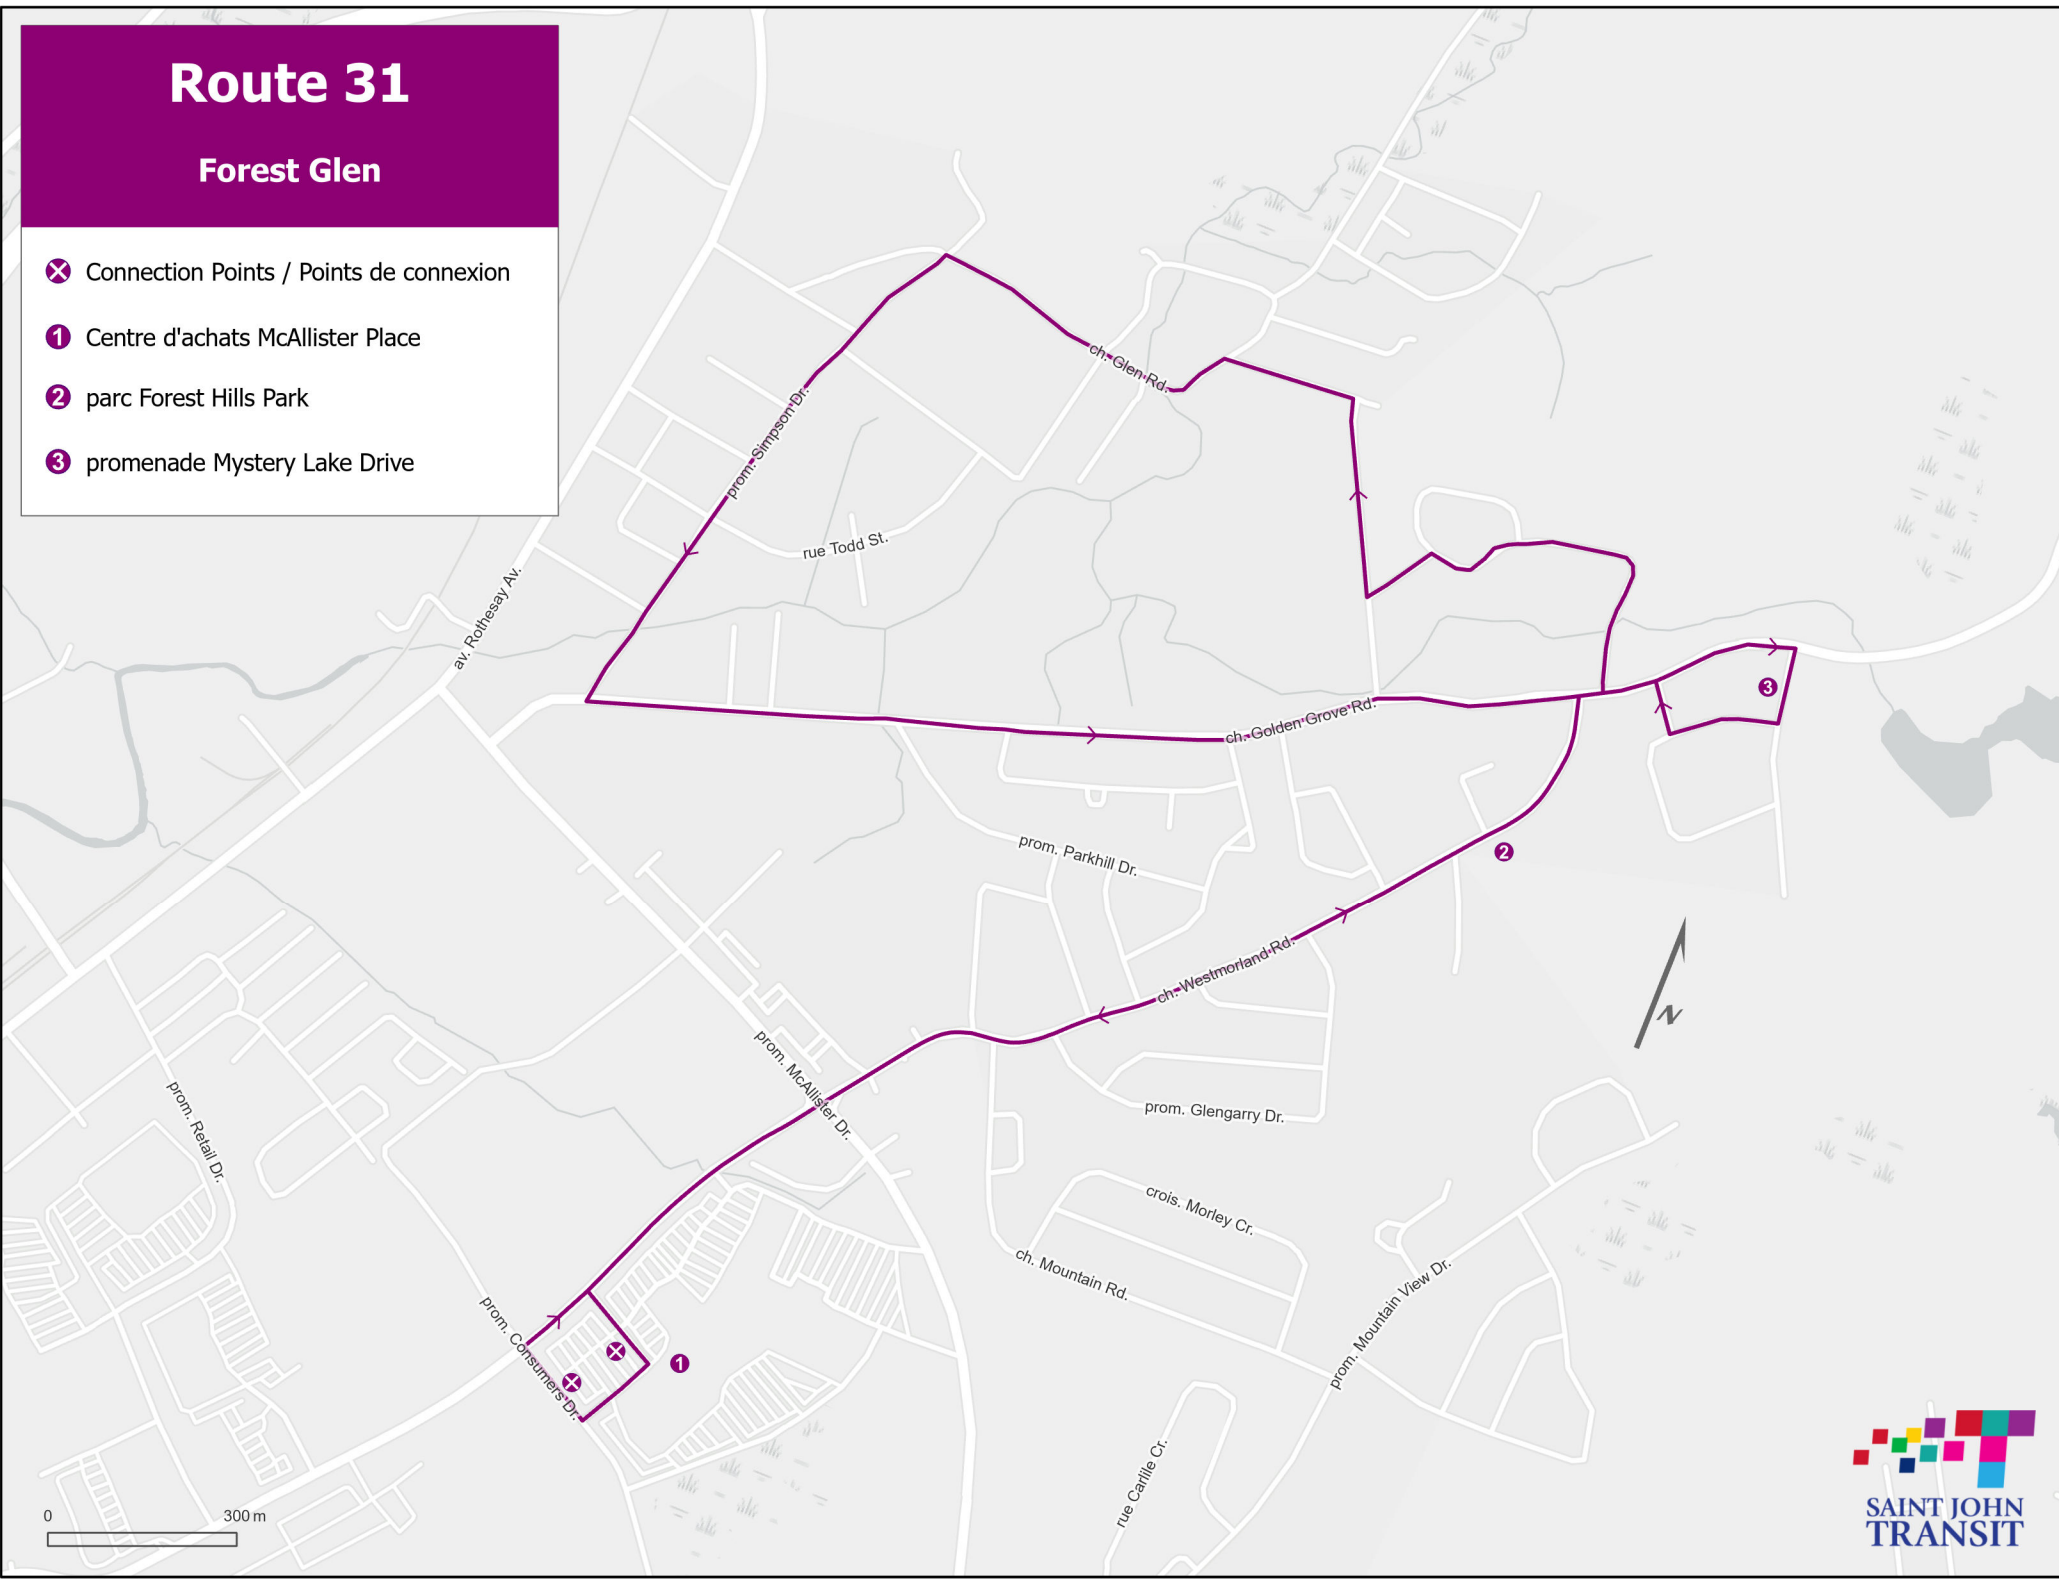 Route 31
Forest Glen
Connection Points / Points de connexion
1 Centre d'achats McAllister Place
2 parc Forest Hills Park
3 promenade Mystery Lake Drive
ch. Glen Rd.
prom. Simpson Dr.
rue Todd St.
av. Rothesay Av.
3
ch. Golden Grove Rd.
prom. Parkhill Dr.
2
ch. Westmorland Rd.
N
prom. McAllister Dr.
prom. Retail Dr.
prom. Glengarry Dr.
crois. Morley Cr.
ch. Mountain Rd.
prom. Mountain View Dr.
prom. Consumers Dr.
1
rue Carlile Cr.
0 300 m
SAINT JOHN
TRANSIT